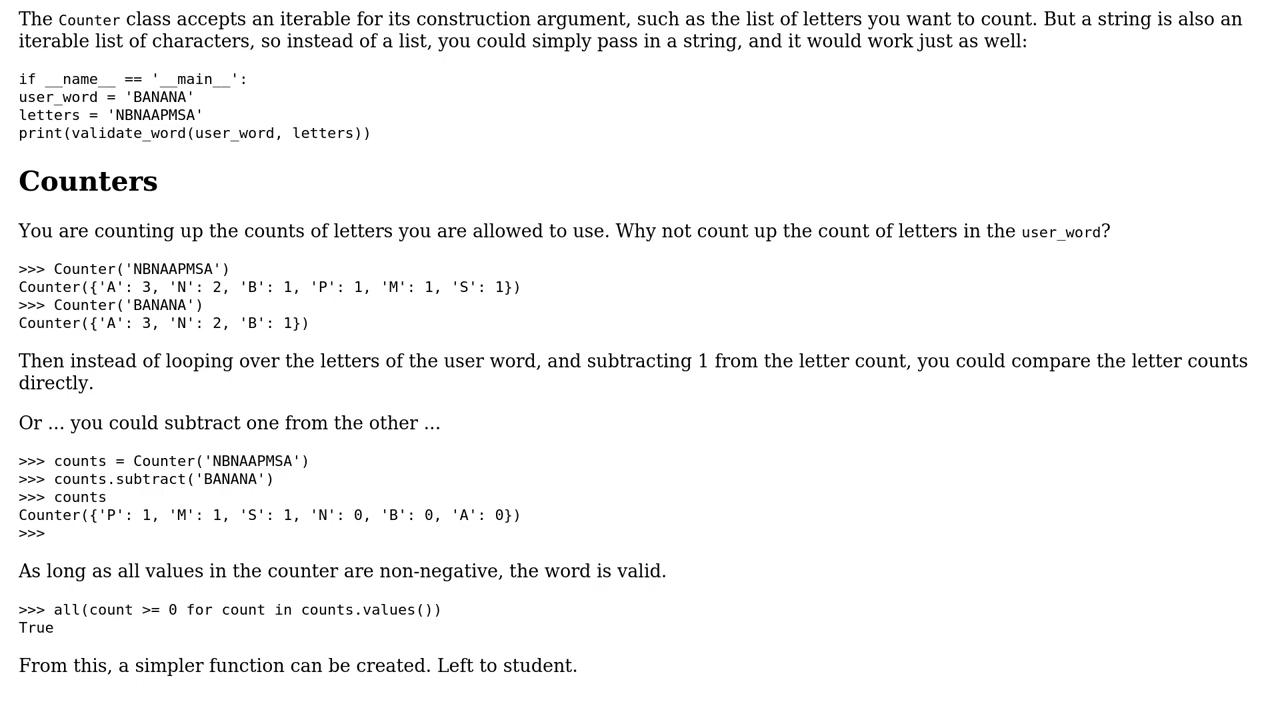 The Counter class accepts an iterable for its construction argument, such as the list of letters you want to count. But a string is also an
iterable list of characters, so instead of a list, you could simply pass in a string, and it would work just as well:
if __name__ == '__main__':
user_word = 'BANANA'
letters = 'NBNAAPMSA'
print(validate_word(user_word, letters))
Counters
You are counting up the counts of letters you are allowed to use. Why not count up the count of letters in the user_word?
>>> Counter('NBNAAPMSA')
Counter({'A': 3, 'N': 2, 'B': 1, 'P': 1, 'M': 1, 'S': 1})
>>> Counter('BANANA')
Counter({'A': 3, 'N': 2, 'B': 1})
Then instead of looping over the letters of the user word, and subtracting 1 from the letter count, you could compare the letter counts
directly.
Or ... you could subtract one from the other ...
>>> counts = Counter('NBNAAPMSA')
>>> counts.subtract('BANANA')
>>> counts
Counter({'P': 1, 'M': 1, 'S': 1, 'N': 0, 'B': 0, 'A': 0})
>>>
As long as all values in the counter are non-negative, the word is valid.
>>> all(count >= 0 for count in counts.values())
True
From this, a simpler function can be created. Left to student.